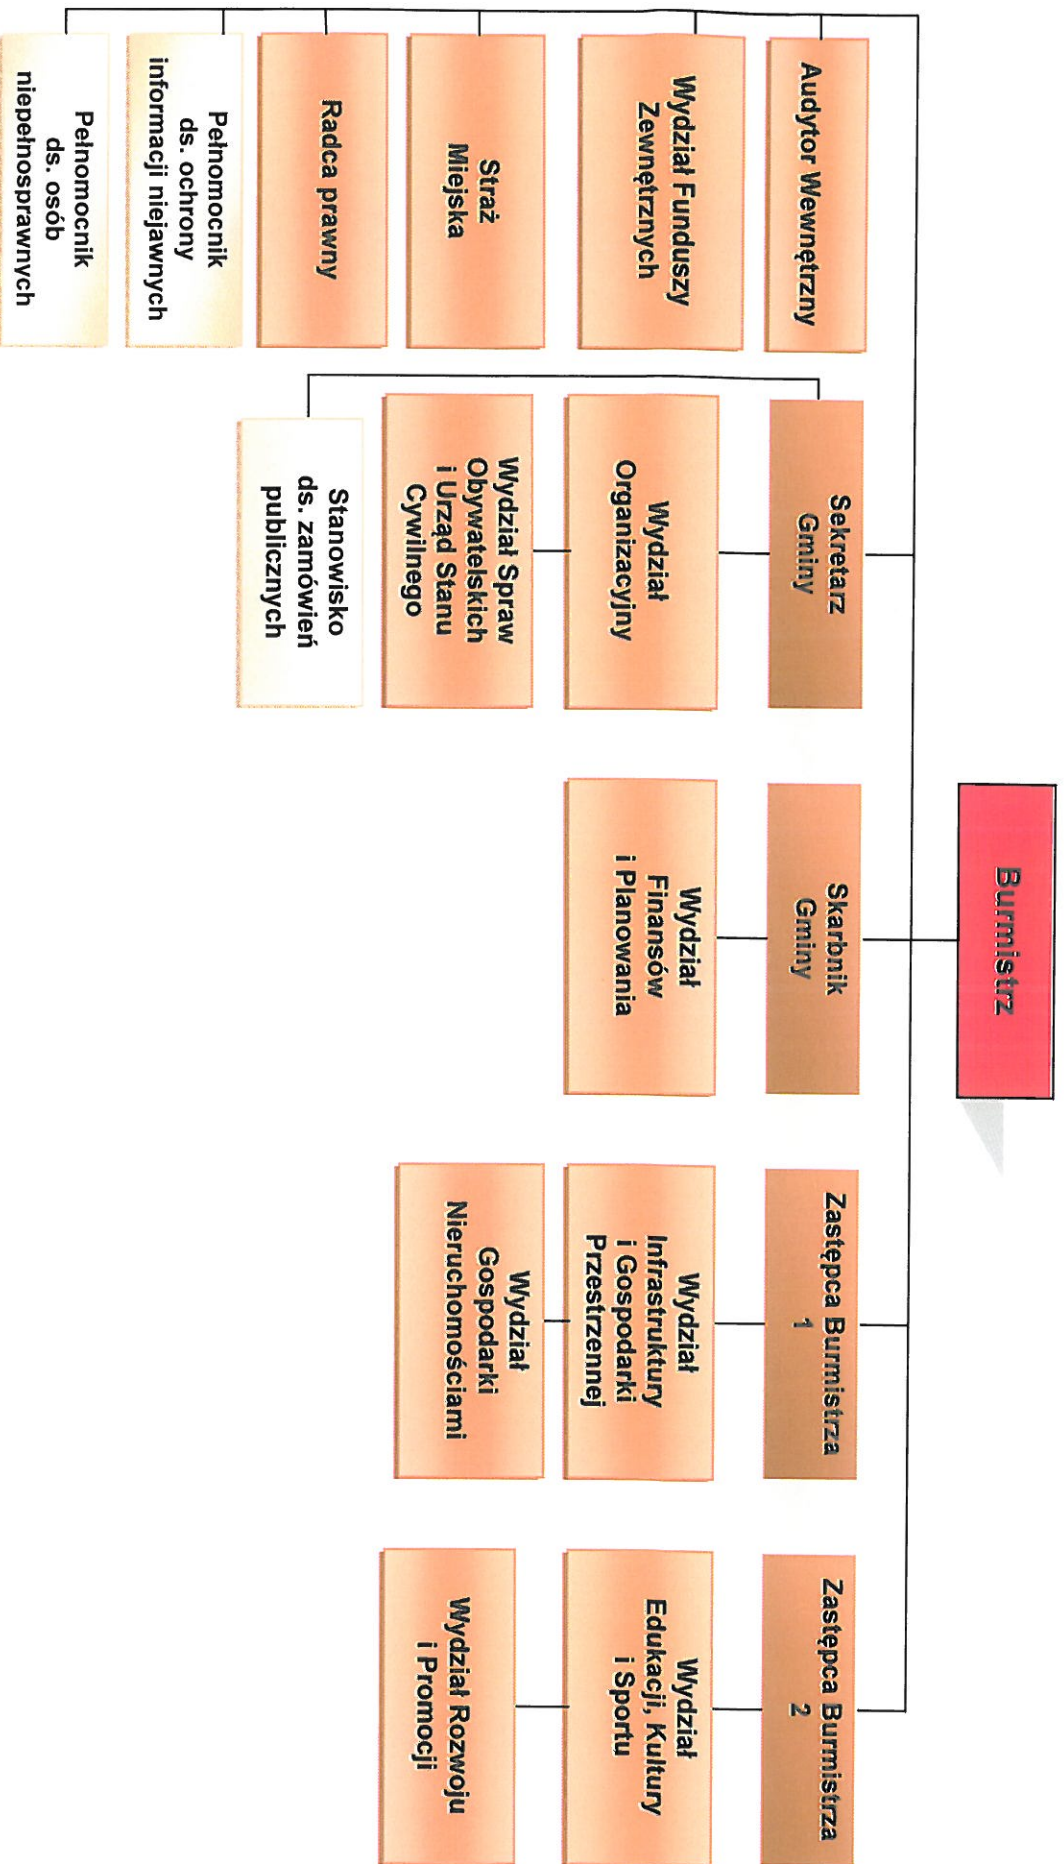 Burmistrz
Audytor Wewnętrzny
Wydział Funduszy
Zewnętrznych
Straż
Miejska
Radca prawny
Pełnomocnik
ds. ochrony
informacji niejawnych
Pełnomocnik
ds. osób
niepełnosprawnych
Sekretarz
Gminy
Wydział
Organizacyjny
Wydział Spraw
Obywatelskich
i Urząd Stanu
Cywilnego
Stanowisko
ds. zamówień
publicznych
Skarbnik
Gminy
Wydział
Finansów
i Planowania
Zastępca Burmistrza
1
Wydział
Infrastruktury
i Gospodarki
Przestrzennej
Wydział
Gospodarki
Nieruchomościami
Zastępca Burmistrza
2
Wydział
Edukacji, Kultury
i Sportu
Wydział Rozwoju
i Promocji